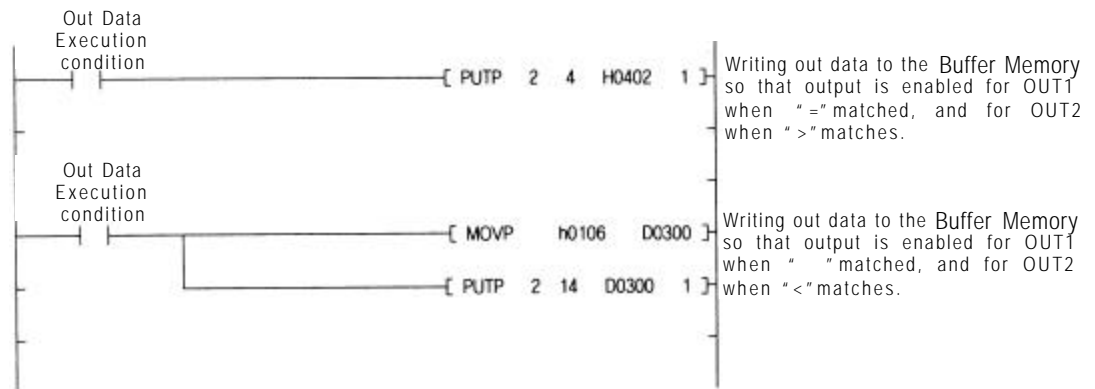 Out Data
Execution
condition
[ PUTP 2 4 H0402 1 ]
Writing out data to the Buffer Memory
so that output is enabled for OUT1
when "=" matched, and for OUT2
when ">" matches.
Out Data
Execution
condition
[ MOVP h0106 D0300 ]
[ PUTP 2 14 D0300 1 ]
Writing out data to the Buffer Memory
so that output is enabled for OUT1
when " " matched, and for OUT2
when "<" matches.